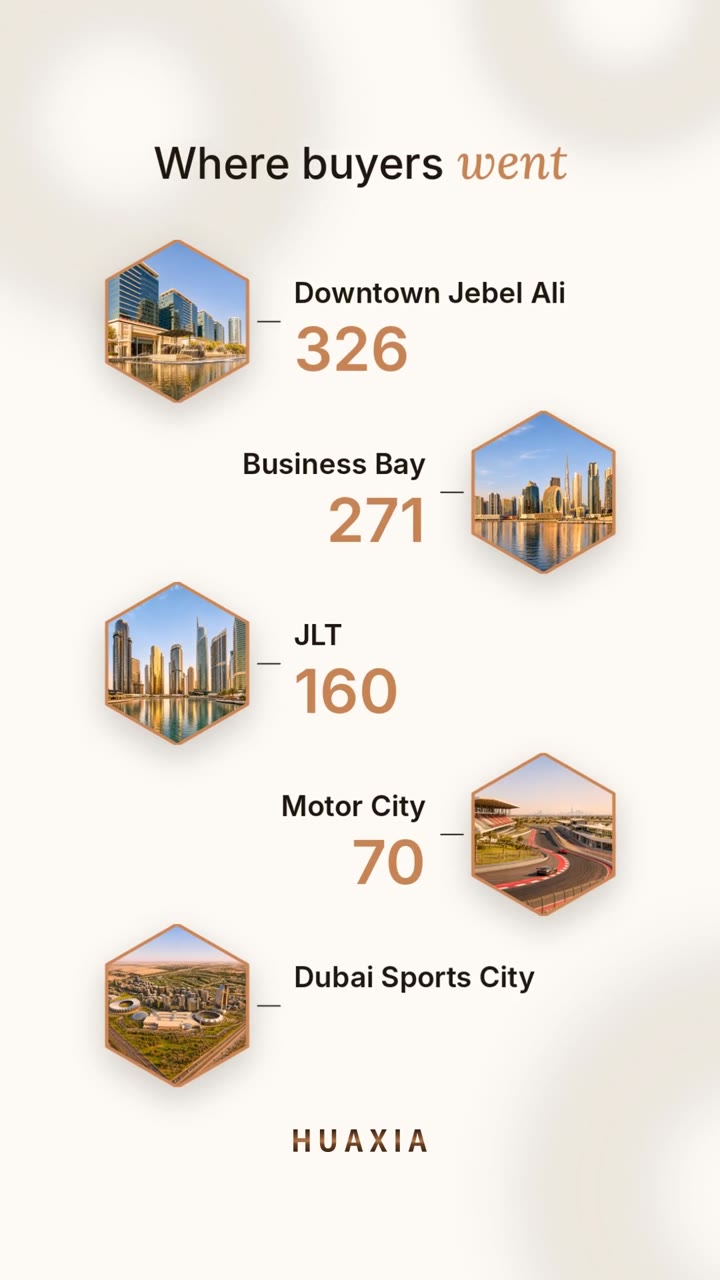 Where buyers went
Downtown Jebel Ali
326
Business Bay
271
JLT
160
Motor City
70
Dubai Sports City
HUAXIA